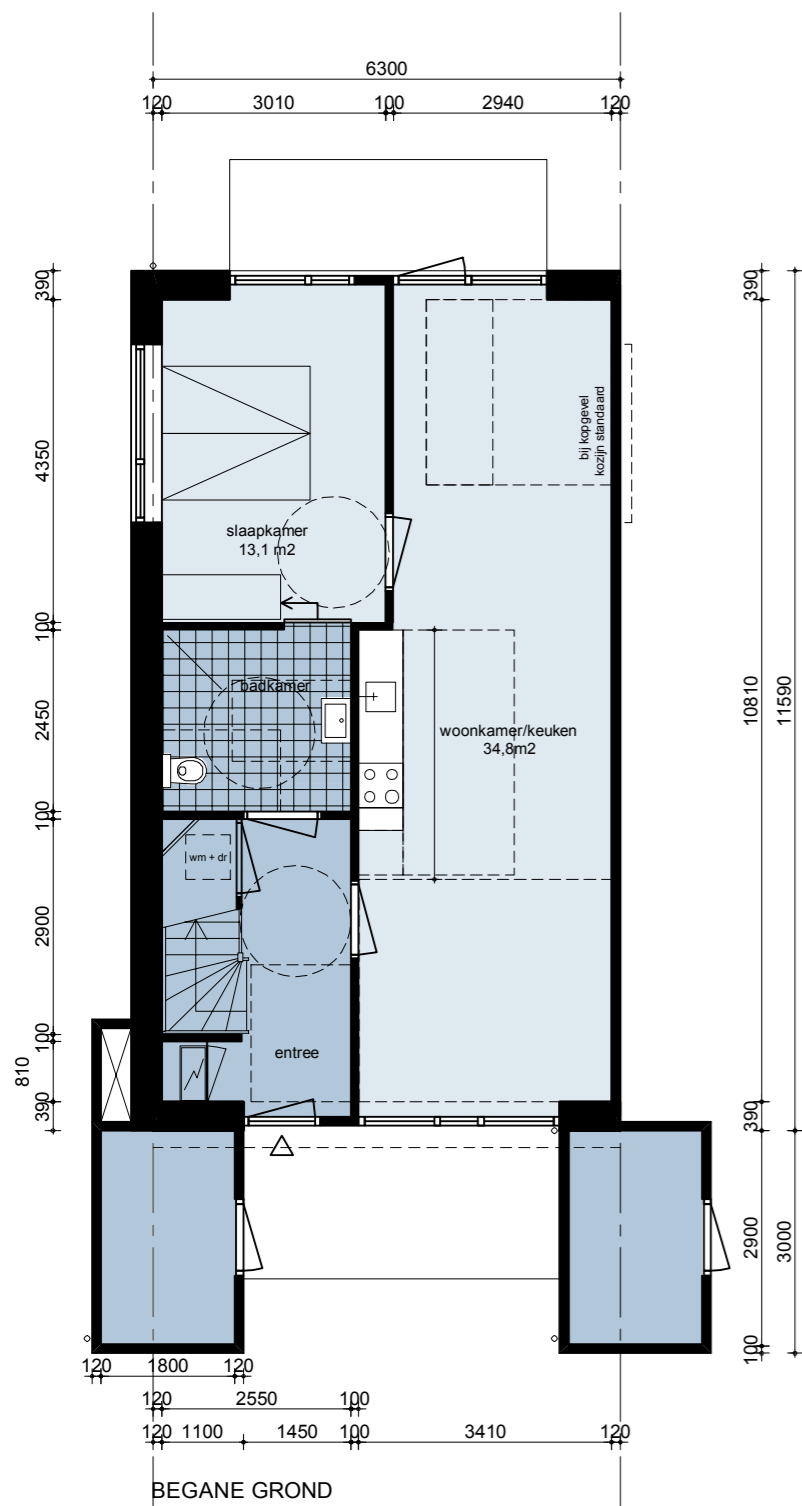 6300
120 3010 100 2940 120
390
4350
100
2450
100
2900
100
810
390
390
10810
11590
390
2900
3000
100
bij kopgevel
kozijn standaard
slaapkamer
13,1 m2
badkamer
woonkamer/keuken
34,8m2
wm + dr
entree
120 1800 120
120 2550 100
120 1100 1450 100 3410 120
BEGANE GROND